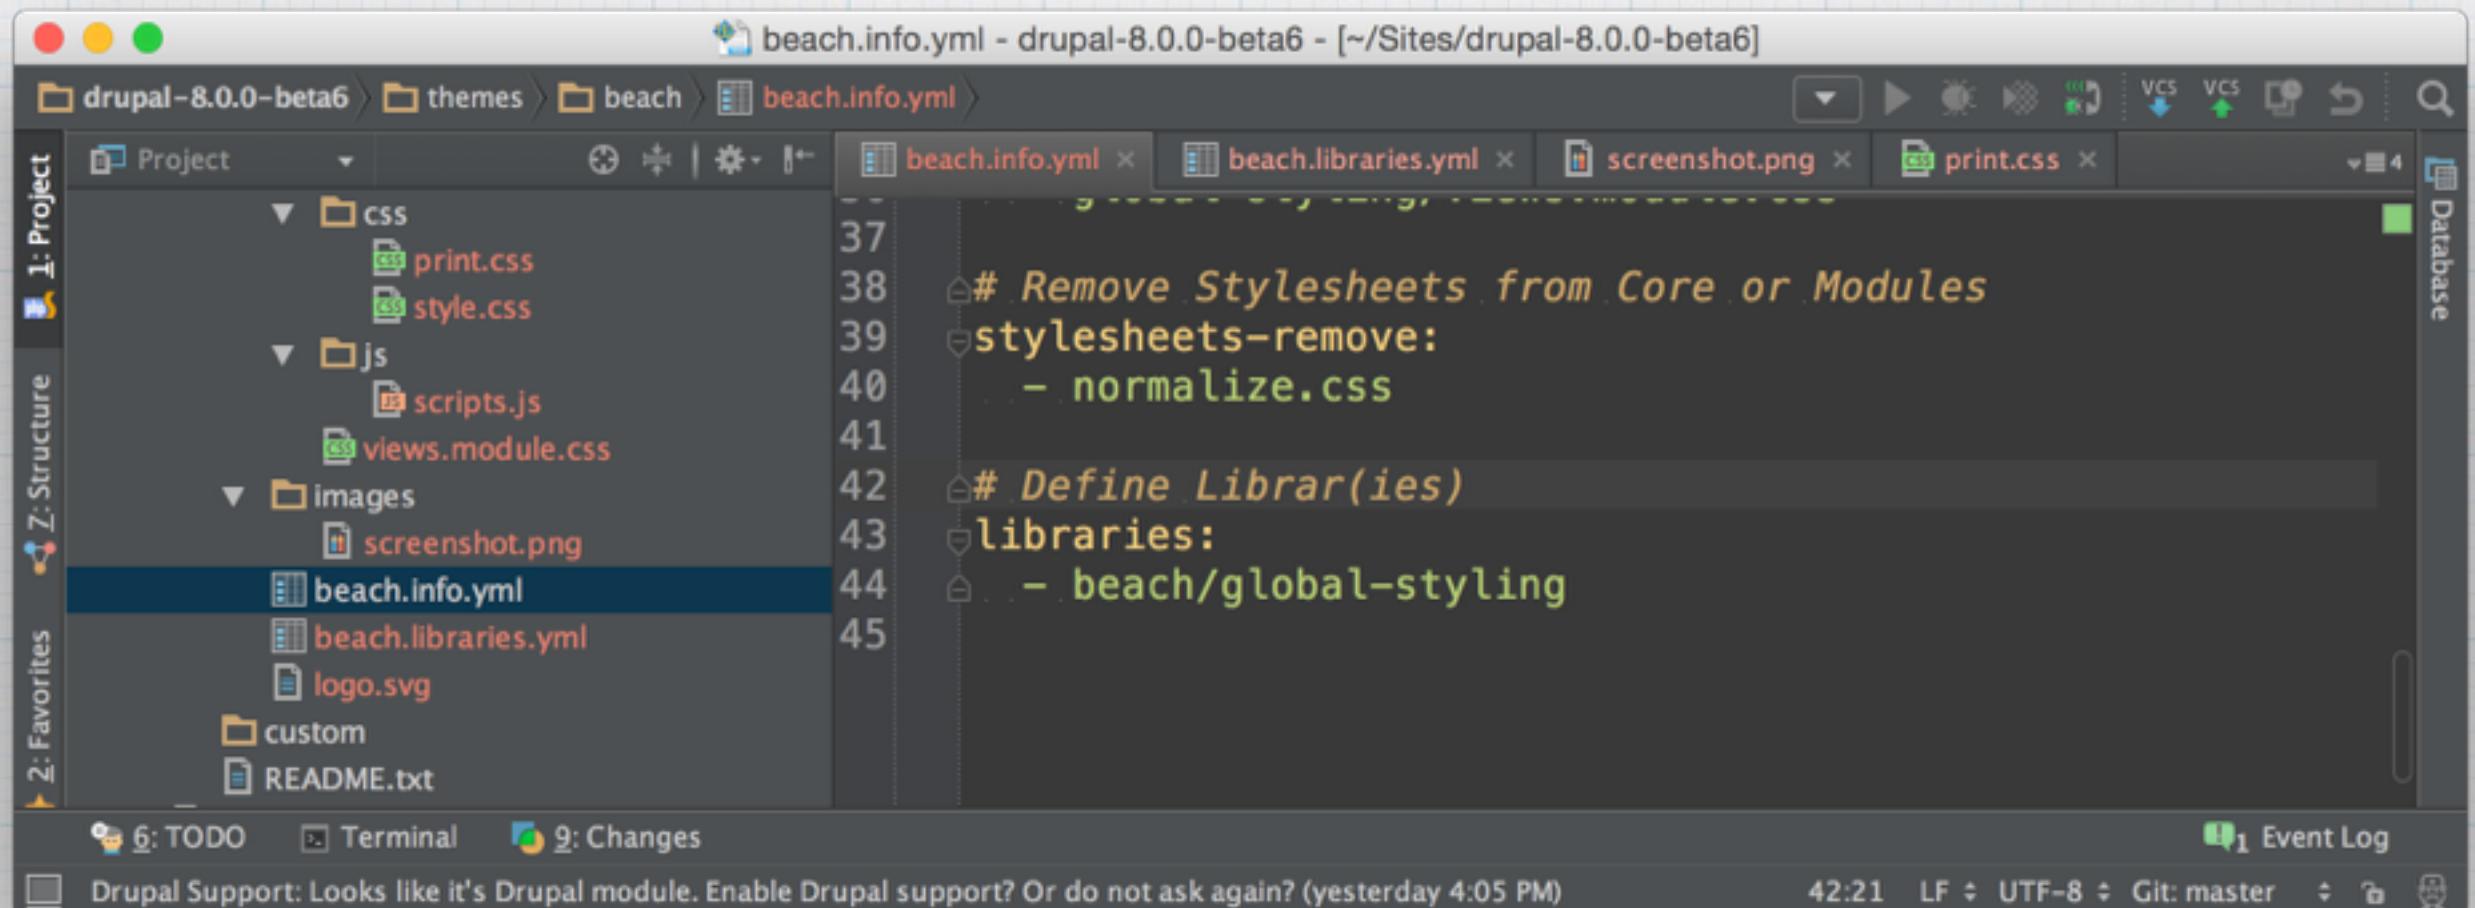 beach.info.yml - drupal-8.0.0-beta6 - [~/Sites/drupal-8.0.0-beta6]
drupal-8.0.0-beta6 themes beach beach.info.yml VCS VCS
1: Project
Z: Structure
2: Favorites
Project
css
print.css
style.css
js
scripts.js
views.module.css
images
screenshot.png
beach.info.yml
beach.libraries.yml
logo.svg
custom
README.txt
beach.info.yml beach.libraries.yml screenshot.png print.css 4
37
38 # Remove Stylesheets from Core or Modules
39 stylesheets-remove:
40 - normalize.css
41
42 # Define Librar(ies)
43 libraries:
44 - beach/global-styling
45
Database
6: TODO Terminal 9: Changes 1 Event Log
Drupal Support: Looks like it's Drupal module. Enable Drupal support? Or do not ask again? (yesterday 4:05 PM) 42:21 LF UTF-8 Git: master